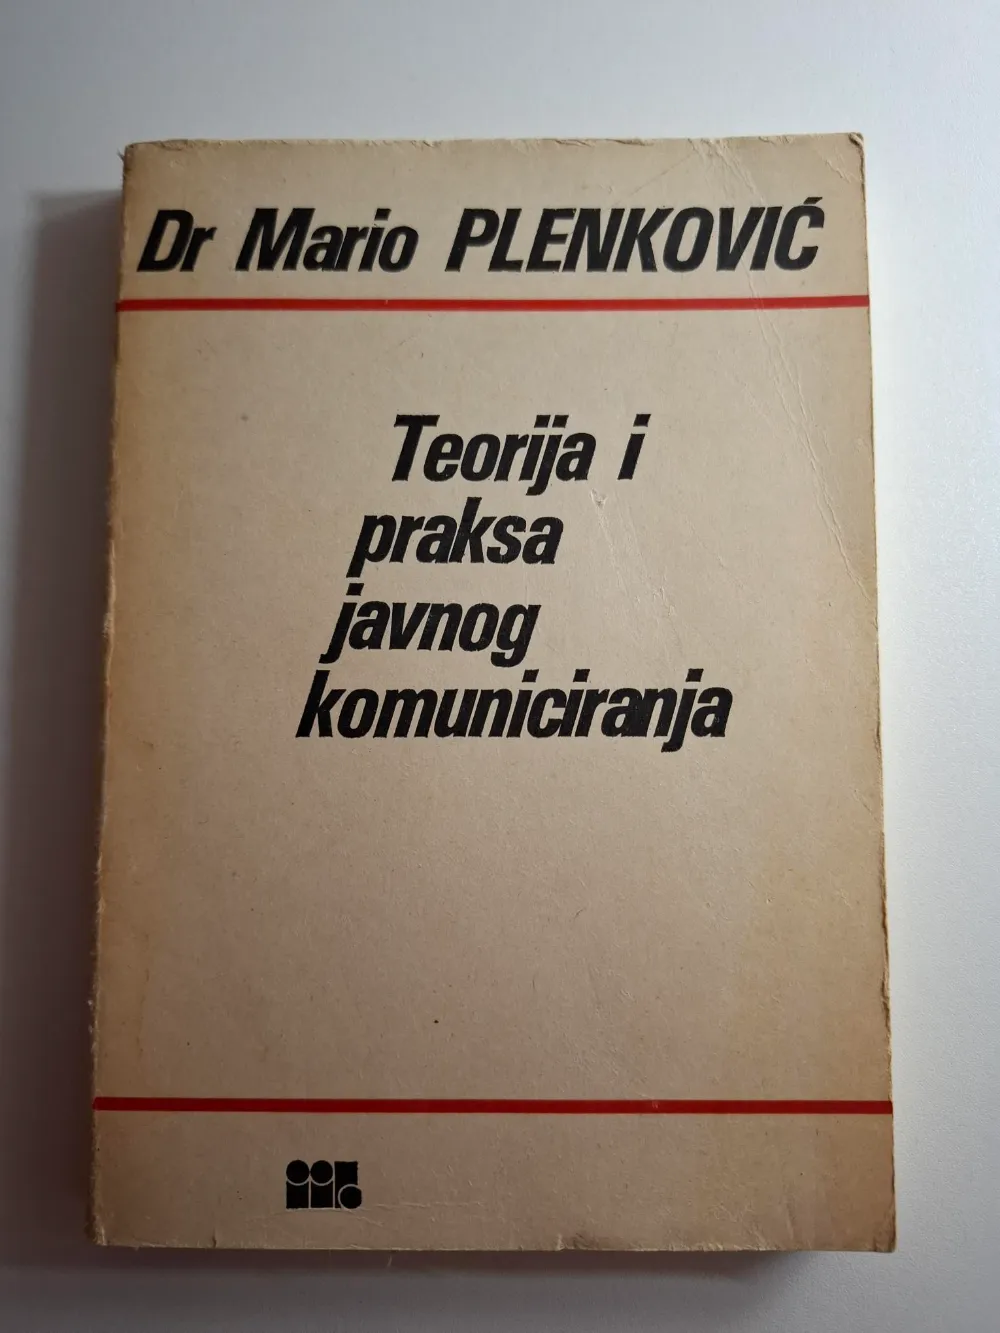 Dr Mario PLENKOVIĆ
Teorija i
praksa
javnog
komuniciranja